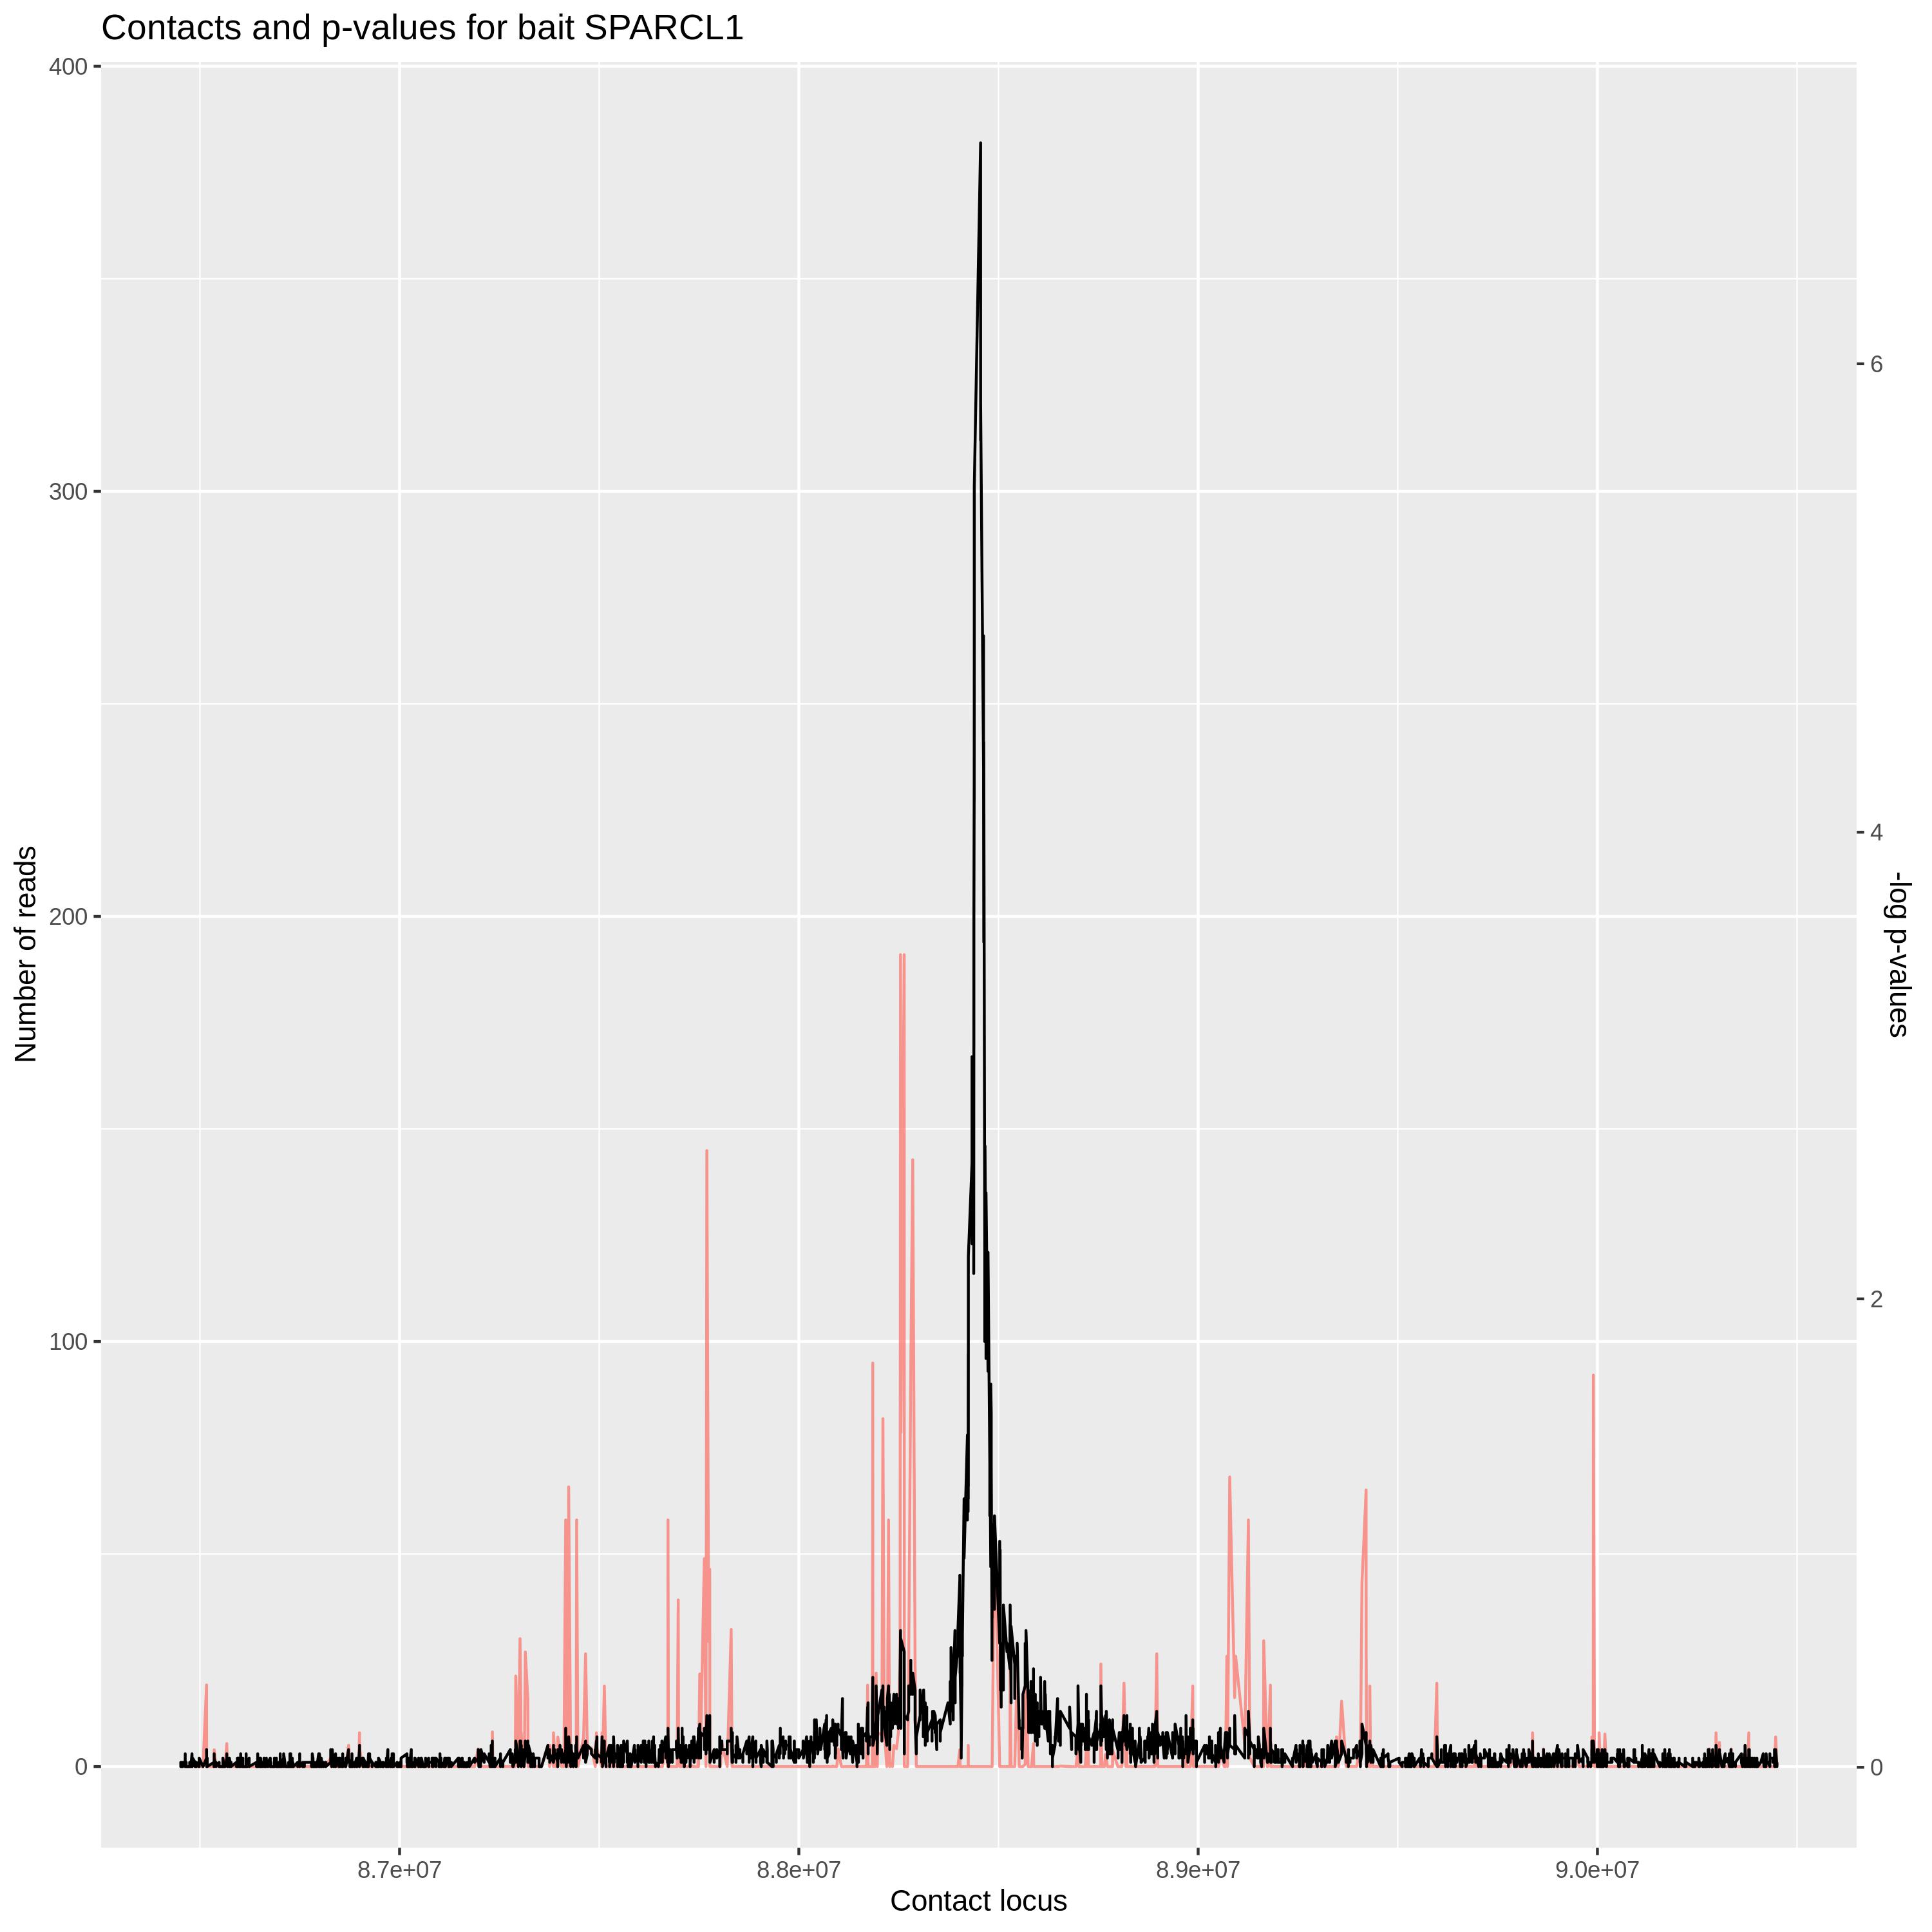 Contacts and p-values for bait SPARCL1
400
300
200
100
0
Number of reads
6
4
2
0
-log p-values
8.7e+07 8.8e+07 8.9e+07 9.0e+07
Contact locus